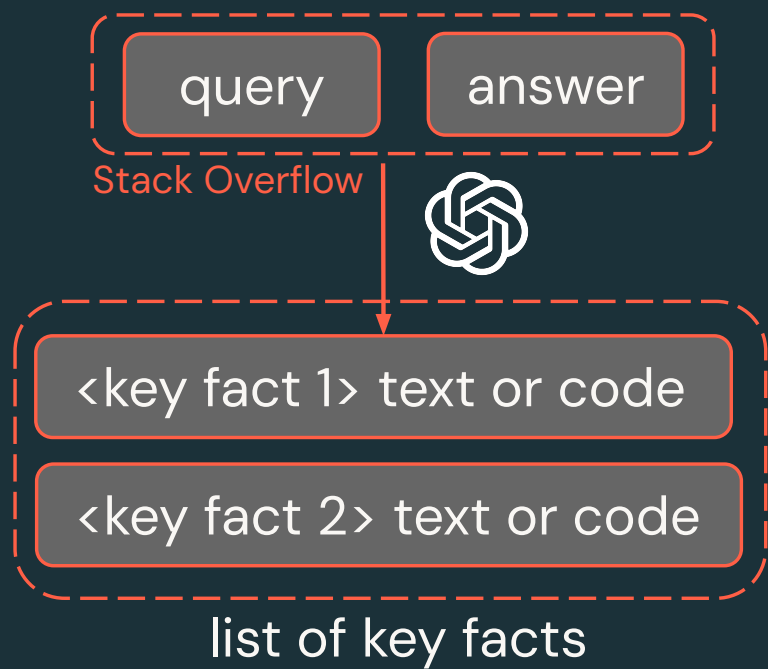 query
answer
Stack Overflow
<key fact 1> text or code
<key fact 2> text or code
list of key facts